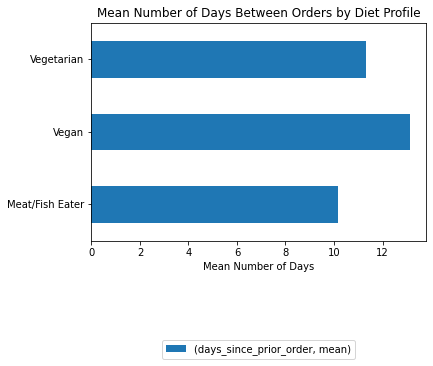 Mean Number of Days Between Orders by Diet Profile
Vegetarian
Vegan
Meat/Fish Eater
0 2 4 6 8 10 12
Mean Number of Days
(days_since_prior_order, mean)